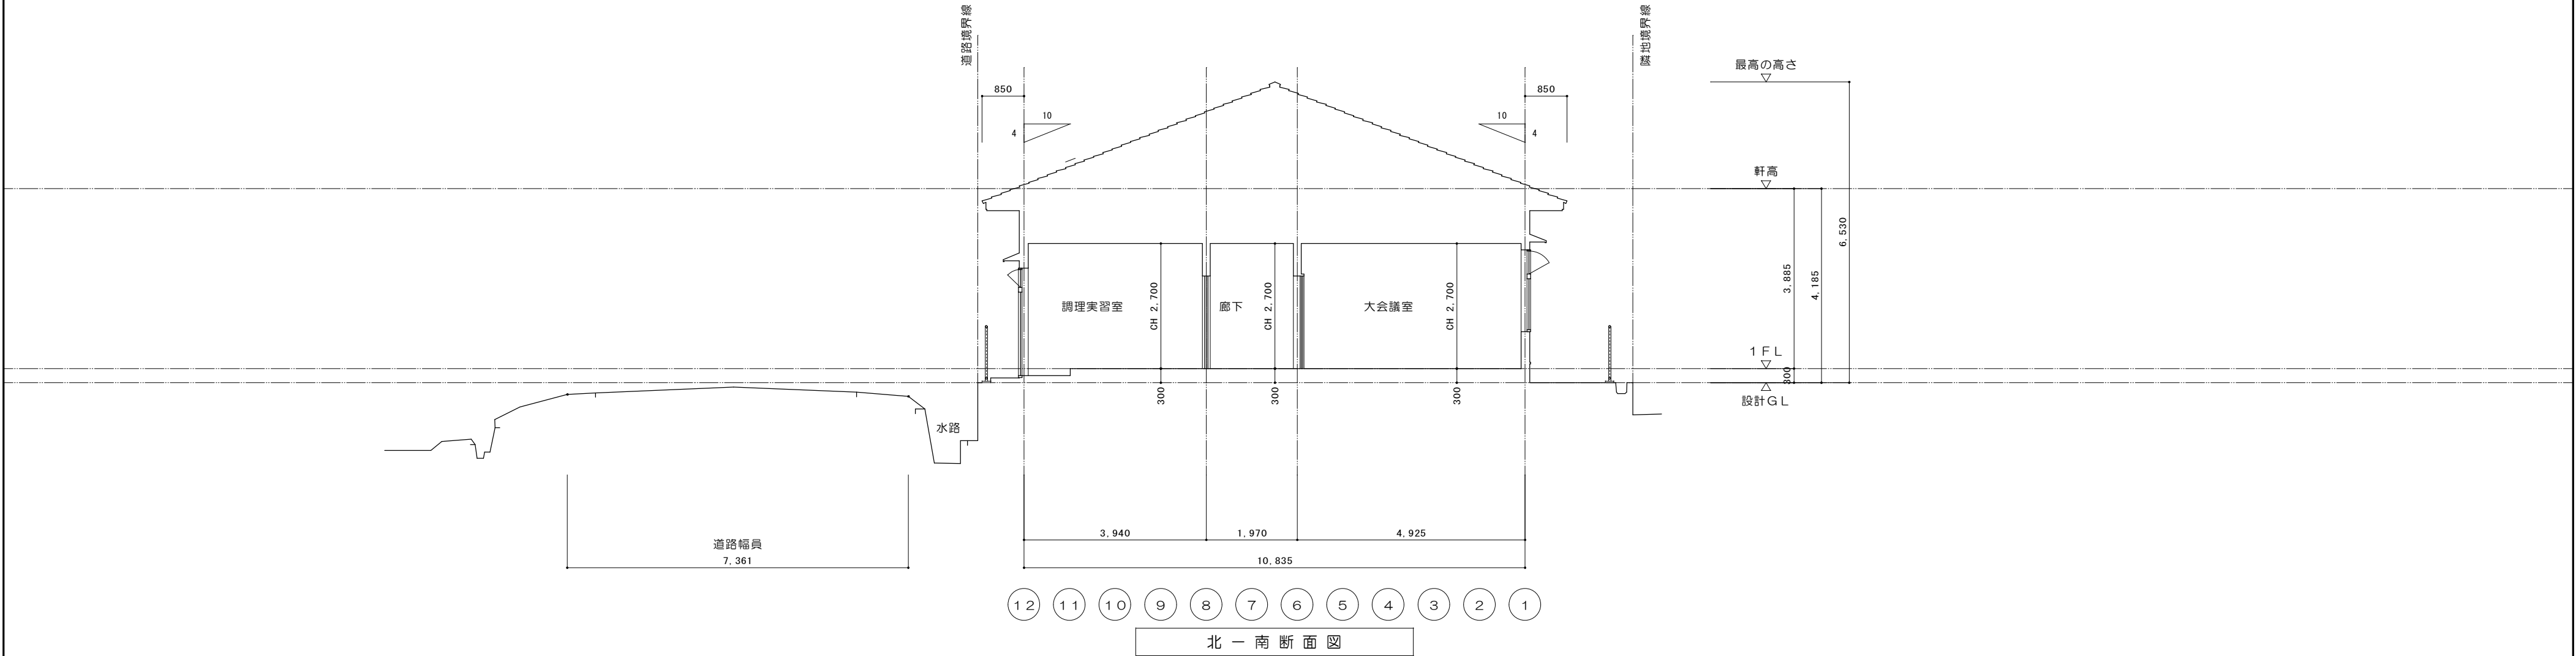 道路境界線
隣地境界線
最高の高さ
850
850
10
4
10
4
軒高
6,530
3,885
4,185
調理実習室
CH 2,700
廊下
CH 2,700
大会議室
CH 2,700
1FL
300
300
300
300
設計GL
水路
3,940
1,970
4,925
道路幅員
7,361
10,835
12 11 10 9 8 7 6 5 4 3 2 1
北ー南断面図